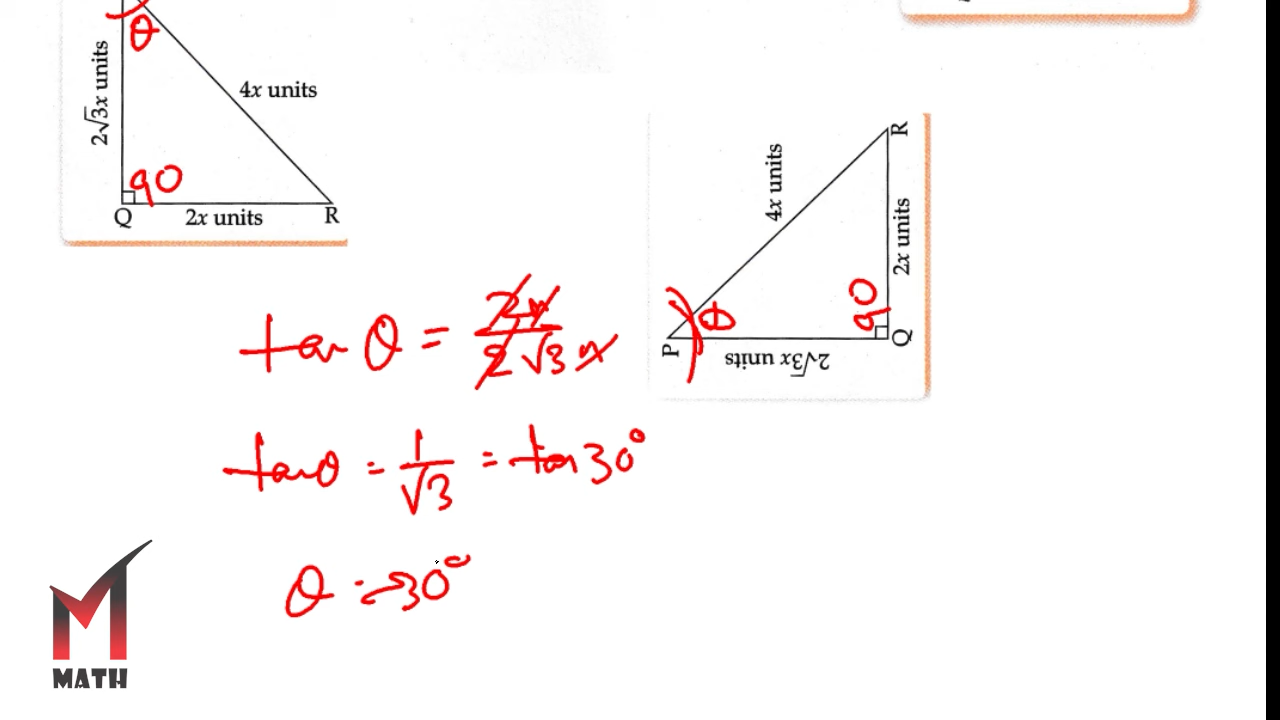 θ
2√3x units
4x units
90
Q
2x units
R
R
4x units
2x units
90
θ
P
Q
2√3x units
tan θ = 2x / 2√3x
tanθ = 1/√3 = tan 30°
θ = 30°
MATH